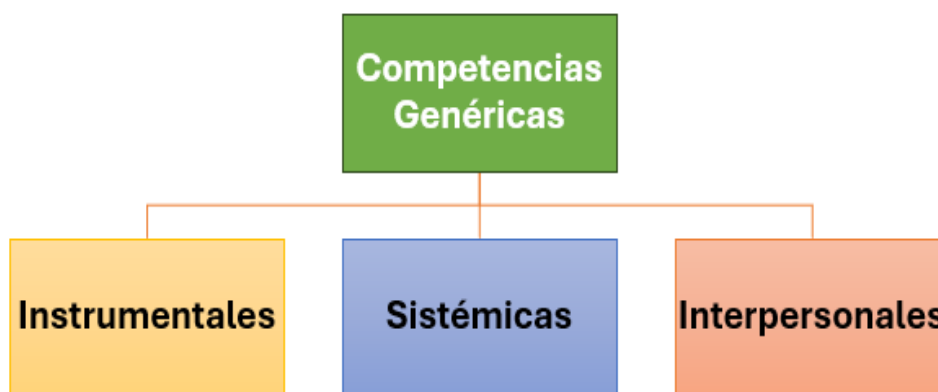 Competencias
Genéricas
Instrumentales
Sistémicas
Interpersonales